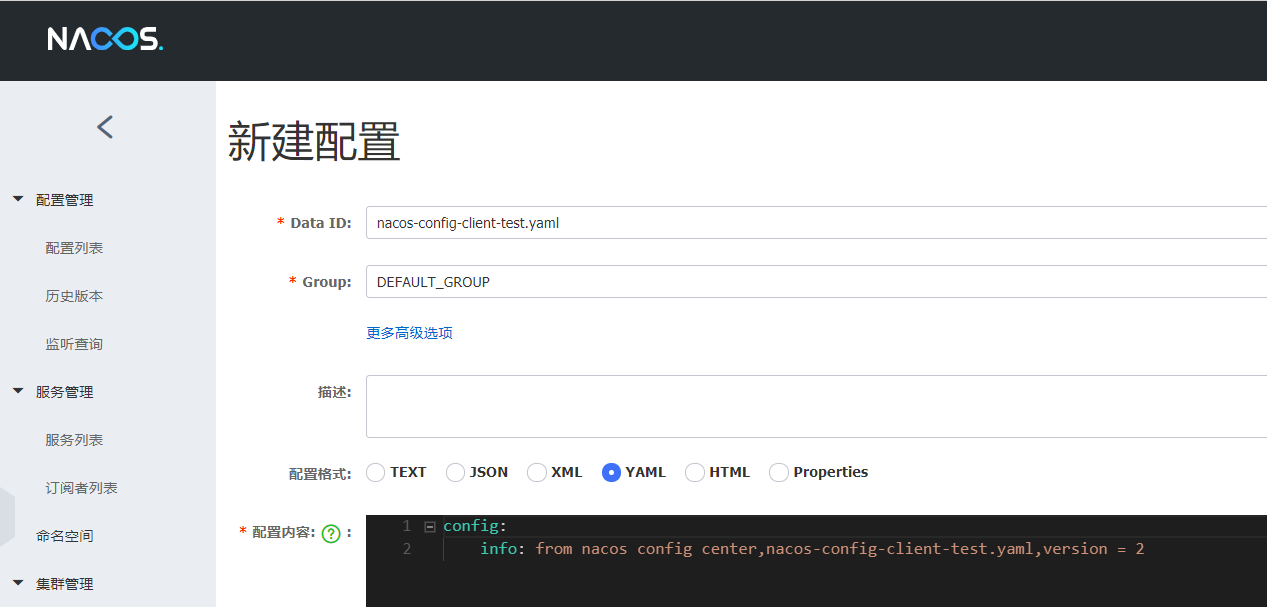 NACOS.
新建配置
配置管理
配置列表
历史版本
监听查询
服务管理
服务列表
订阅者列表
命名空间
集群管理
* Data ID: nacos-config-client-test.yaml
* Group: DEFAULT_GROUP
更多高级选项
描述:
配置格式: TEXT JSON XML YAML HTML Properties
* 配置内容: ? :
1 config:
2 info: from nacos config center,nacos-config-client-test.yaml,version = 2